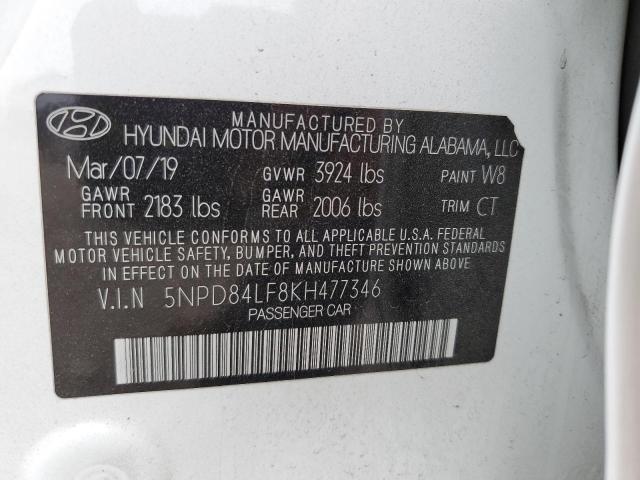 MANUFACTURED BY
HYUNDAI MOTOR MANUFACTURING ALABAMA, LLC
Mar/07/19 GVWR 3924 lbs PAINT W8
GAWR FRONT 2183 lbs GAWR REAR 2006 lbs TRIM CT
THIS VEHICLE CONFORMS TO ALL APPLICABLE U.S.A. FEDERAL
MOTOR VEHICLE SAFETY, BUMPER, AND THEFT PREVENTION STANDARDS
IN EFFECT ON THE DATE OF MANUFACTURE SHOWN ABOVE.
V.I.N 5NPD84LF8KH477346
PASSENGER CAR